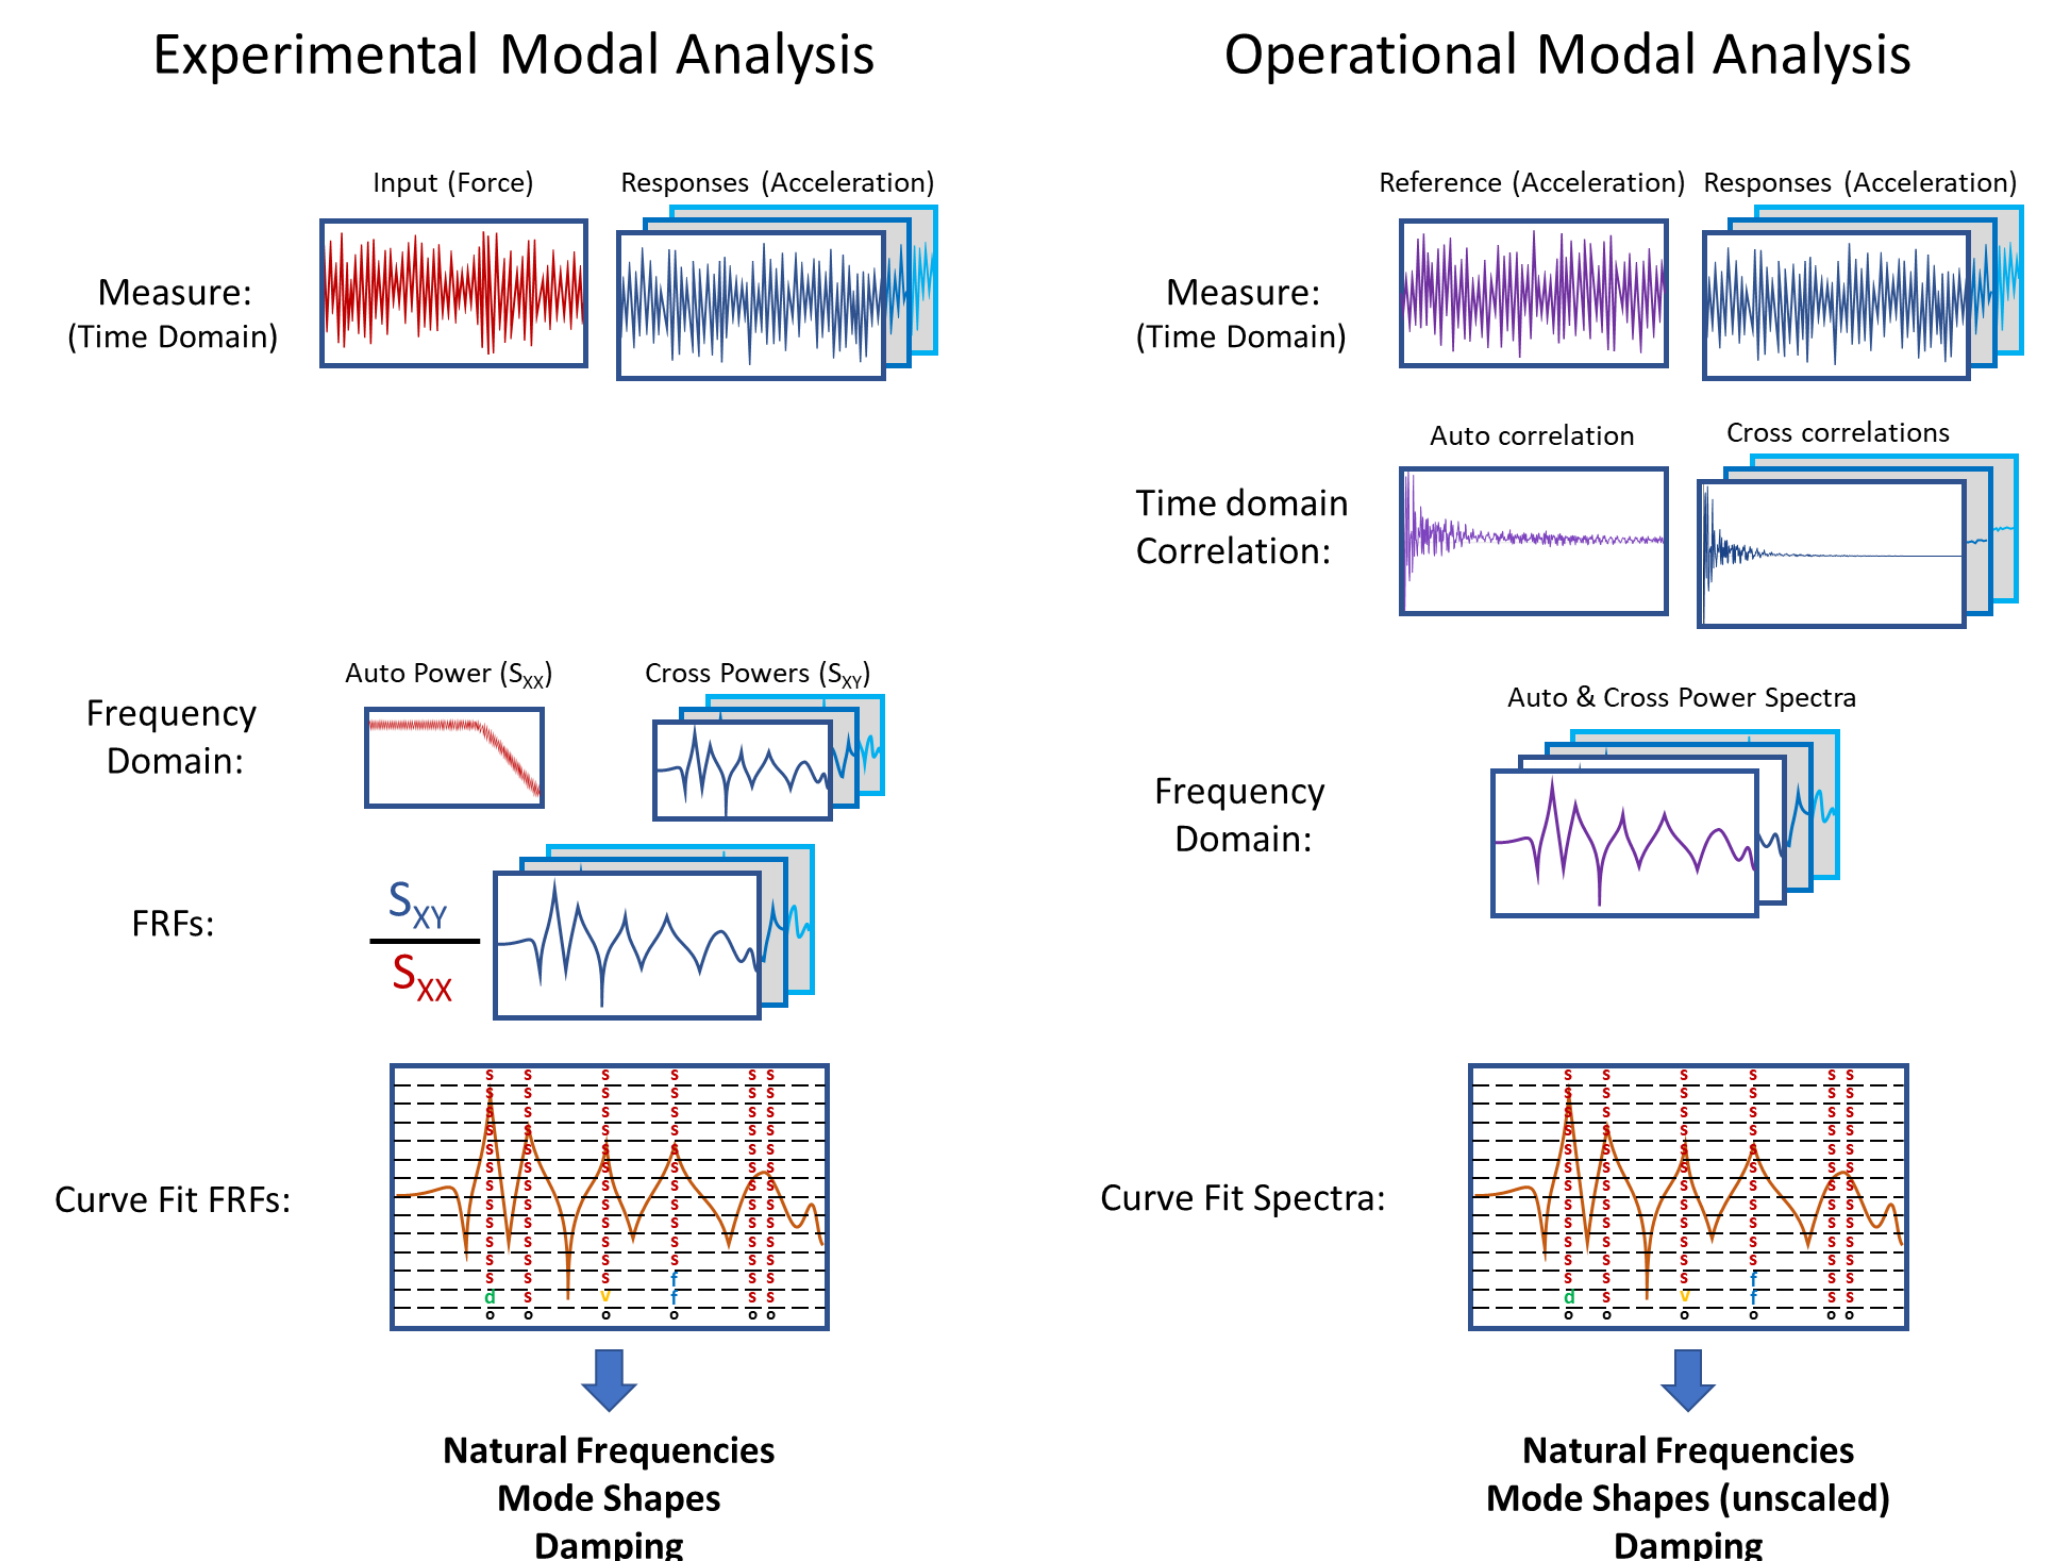 Experimental Modal Analysis
Input (Force)
Responses (Acceleration)
Measure:
(Time Domain)
Frequency
Domain:
Auto Power (SXX)
Cross Powers (SXY)
FRFs:
SXY
SXX
Curve Fit FRFs:
s s s s s s
s s s s s s
s s s s s s
s s s s s s
s s s s s s
s s s s s s
s s s s s s
s s s s s s
s s s s s s
s s s s s s
s s s s s s
s s s f s s
d s v f s s
o o o o o o
Natural Frequencies
Mode Shapes
Damping
Operational Modal Analysis
Reference (Acceleration)
Responses (Acceleration)
Measure:
(Time Domain)
Auto correlation
Cross correlations
Time domain
Correlation:
Auto & Cross Power Spectra
Frequency
Domain:
Curve Fit Spectra:
s s s s s s
s s s s s s
s s s s s s
s s s s s s
s s s s s s
s s s s s s
s s s s s s
s s s s s s
s s s s s s
s s s s s s
s s s s s s
s s s f s s
d s v f s s
o o o o o o
Natural Frequencies
Mode Shapes (unscaled)
Damping